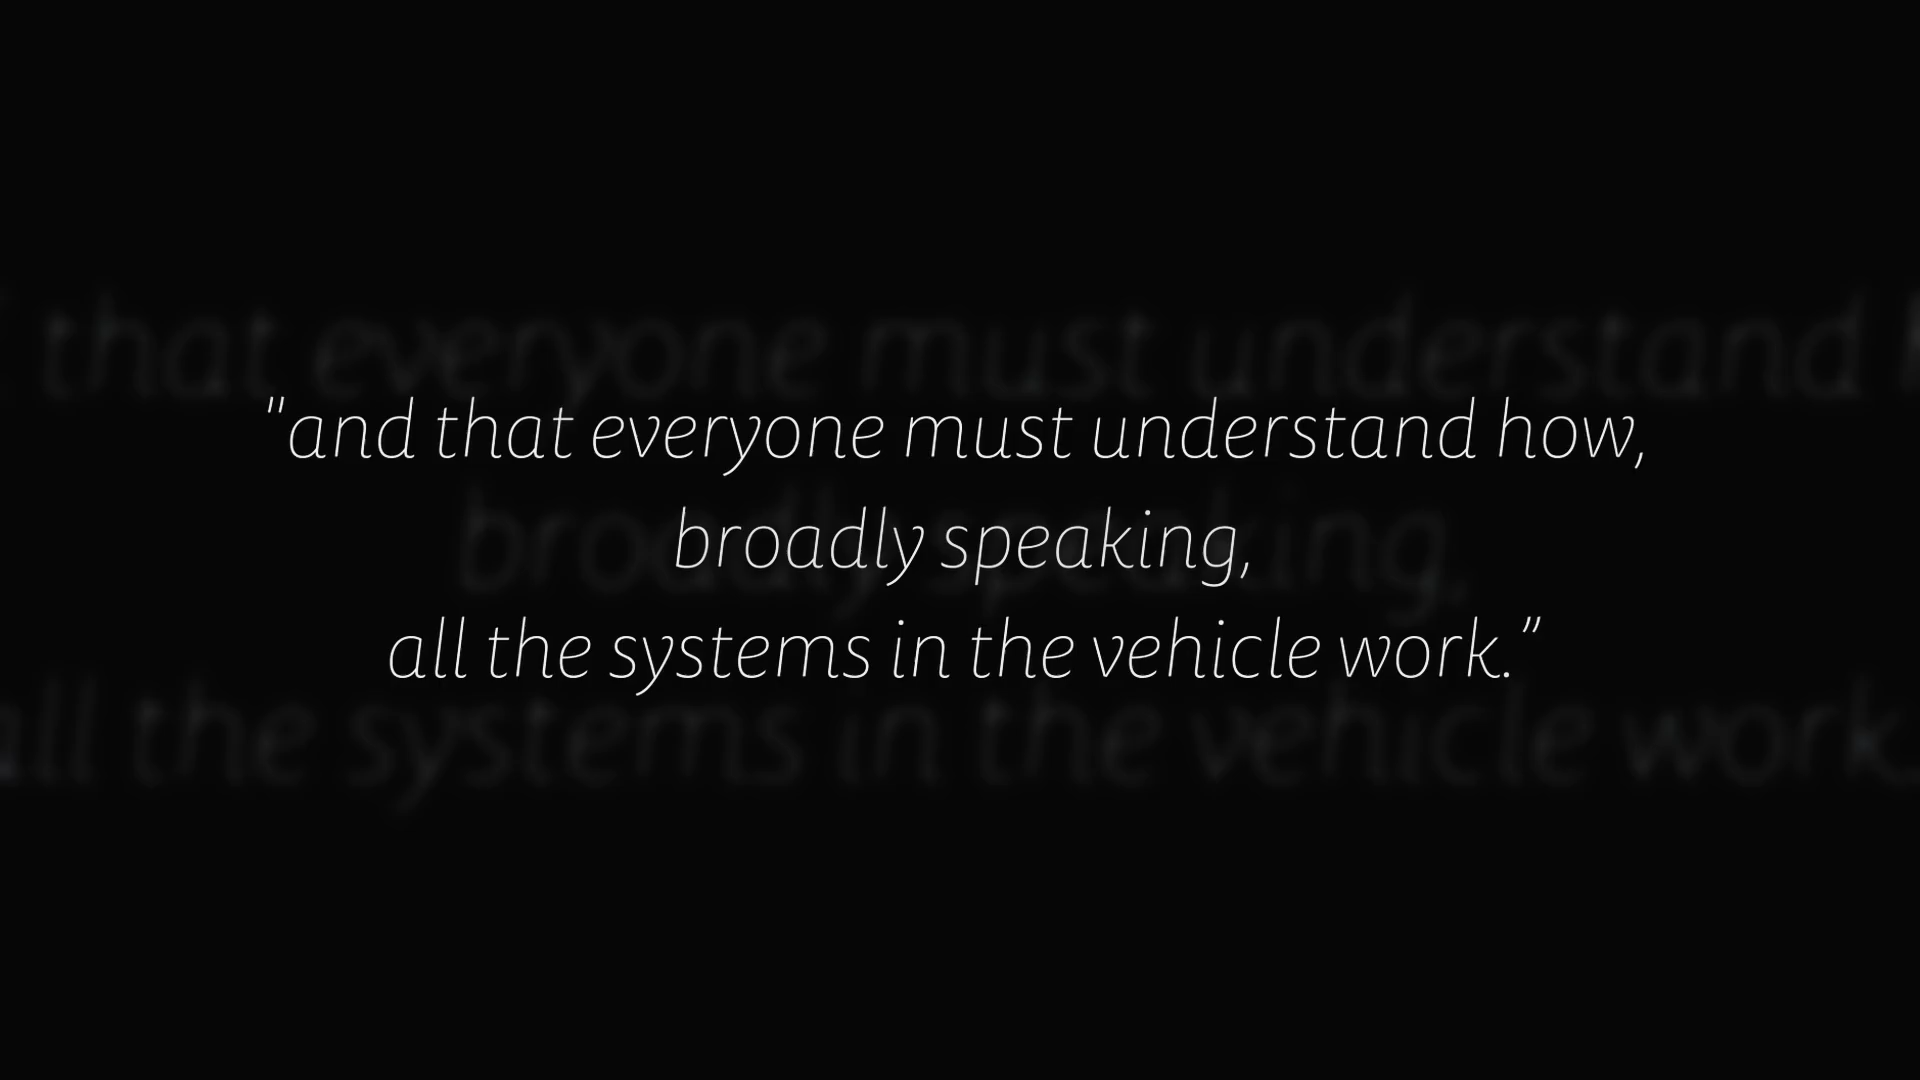 "and that everyone must understand how,
broadly speaking,
all the systems in the vehicle work.”